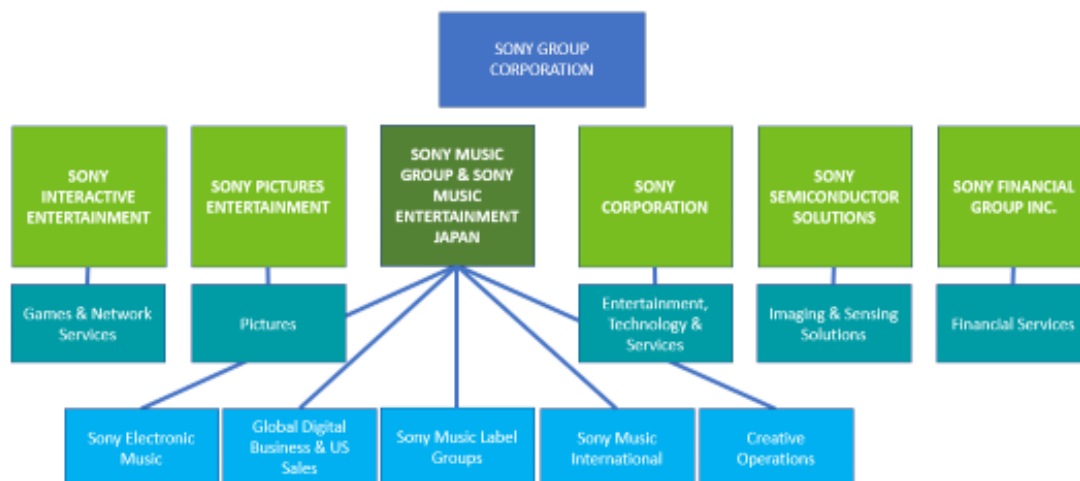 SONY GROUP
CORPORATION
SONY
INTERACTIVE
ENTERTAINMENT
SONY PICTURES
ENTERTAINMENT
SONY MUSIC
GROUP & SONY
MUSIC
ENTERTAINMENT
JAPAN
SONY
CORPORATION
SONY
SEMICONDUCTOR
SOLUTIONS
SONY FINANCIAL
GROUP INC.
Games & Network
Services
Pictures
Entertainment,
Technology &
Services
Imaging & Sensing
Solutions
Financial Services
Sony Electronic
Music
Global Digital
Business & US
Sales
Sony Music Label
Groups
Sony Music
International
Creative
Operations